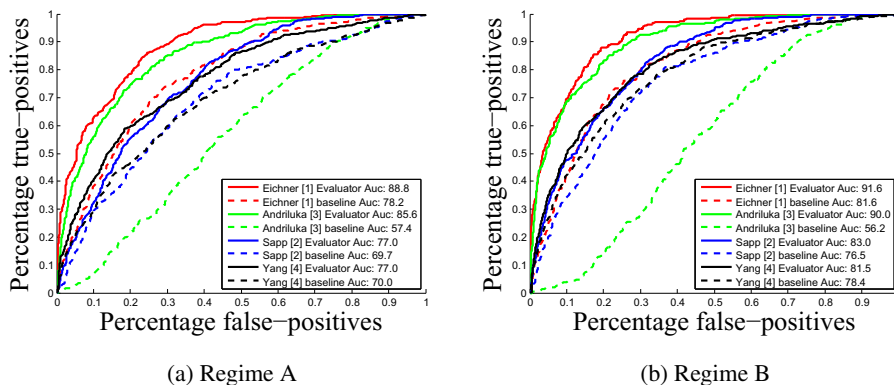 1
0.9
0.8
0.7
0.6
0.5
0.4
0.3
0.2
0.1
0
0 0.1 0.2 0.3 0.4 0.5 0.6 0.7 0.8 0.9 1
Percentage true−positives
Percentage false−positives
Eichner [1] Evaluator Auc: 88.8
Eichner [1] baseline Auc: 78.2
Andriluka [3] Evaluator Auc: 85.6
Andriluka [3] baseline Auc: 57.4
Sapp [2] Evaluator Auc: 77.0
Sapp [2] baseline Auc: 69.7
Yang [4] Evaluator Auc: 77.0
Yang [4] baseline Auc: 70.0
(a) Regime A
1
0.9
0.8
0.7
0.6
0.5
0.4
0.3
0.2
0.1
0
0 0.1 0.2 0.3 0.4 0.5 0.6 0.7 0.8 0.9
Percentage true−positives
Percentage false−positives
Eichner [1] Evaluator Auc: 91.6
Eichner [1] baseline Auc: 81.6
Andriluka [3] Evaluator Auc: 90.0
Andriluka [3] baseline Auc: 56.2
Sapp [2] Evaluator Auc: 83.0
Sapp [2] baseline Auc: 76.5
Yang [4] Evaluator Auc: 81.5
Yang [4] baseline Auc: 78.4
(b) Regime B